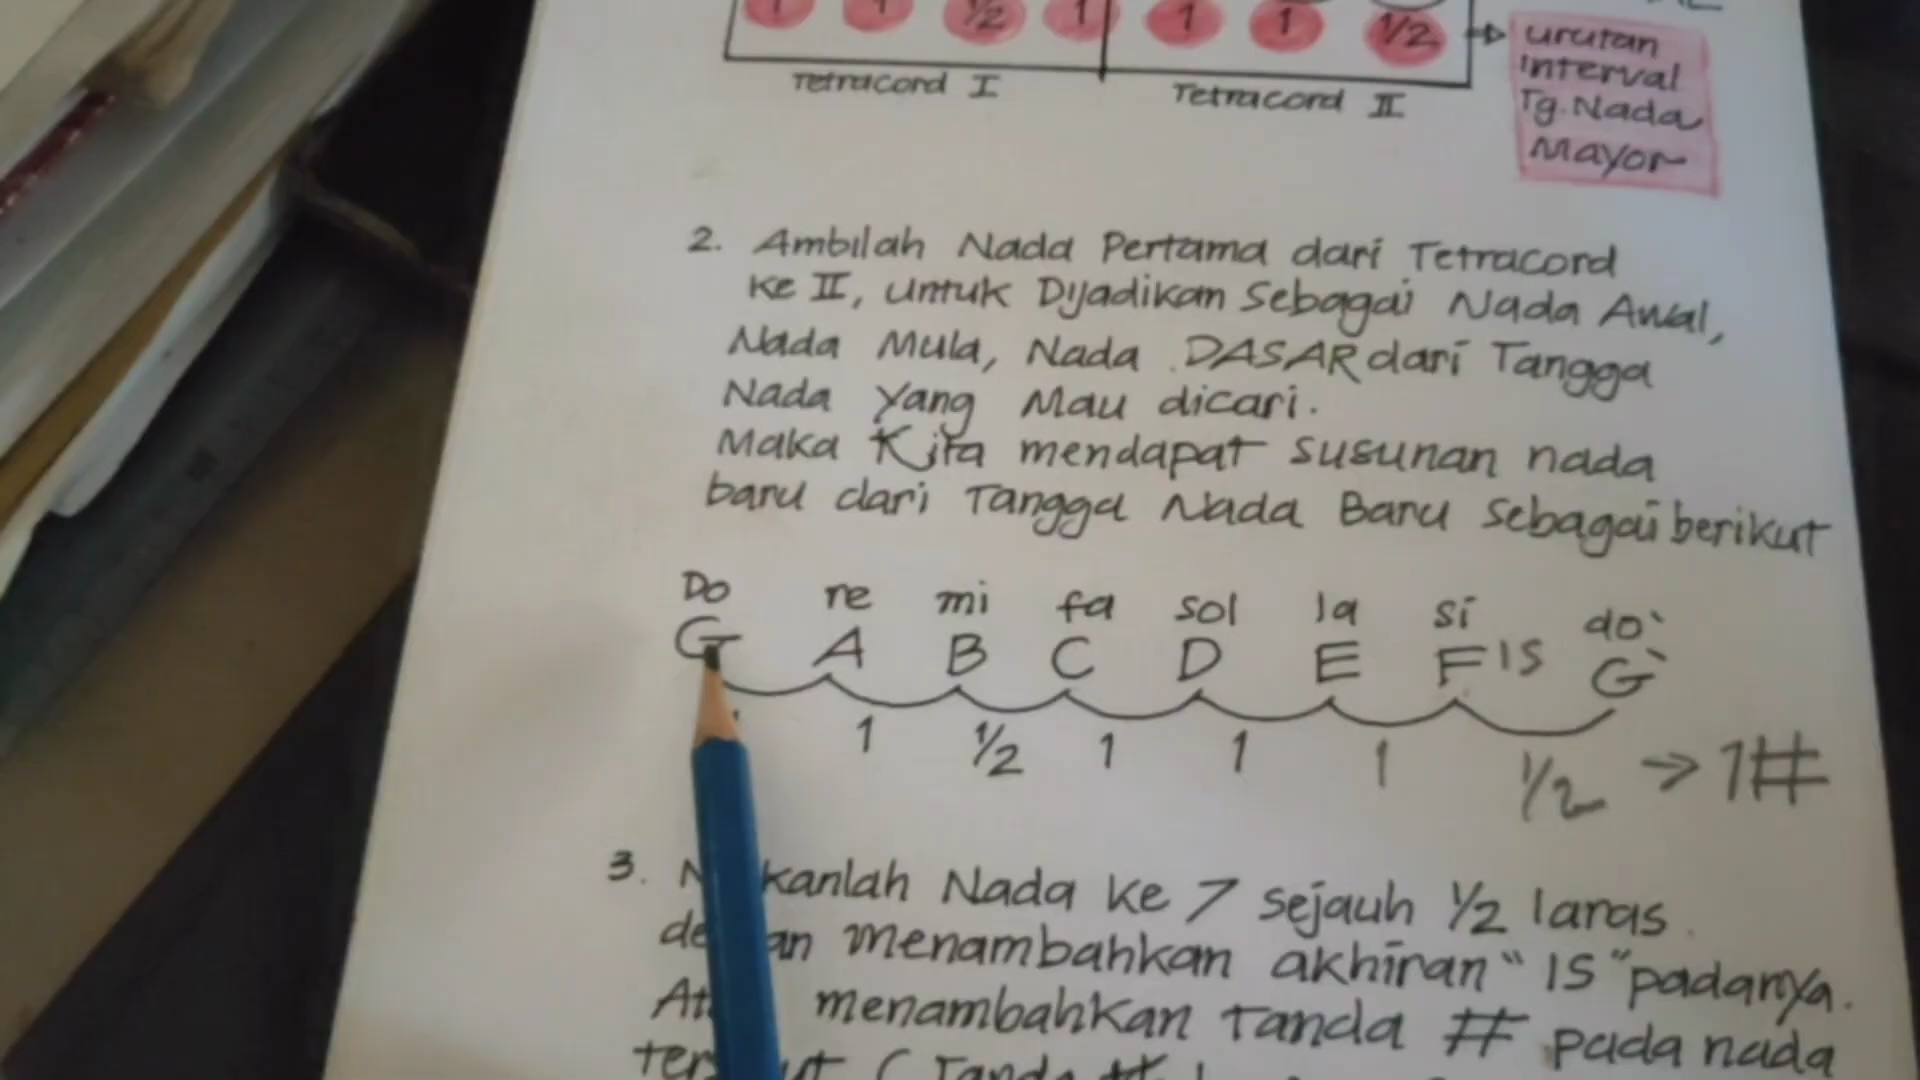 1 1 1/2 1 1 1 1/2
urutan
interval
Tg. Nada
Mayor
Tetracord I Tetracord II
2. Ambilah Nada Pertama dari Tetracord
ke II, untuk Dijadikan Sebagai Nada Awal,
Nada Mula, Nada DASAR dari Tangga
Nada yang Mau dicari.
Maka Kita mendapat susunan nada
baru dari Tangga Nada Baru sebagai berikut
Do re mi fa sol la si do'
G A B C D E FIS G'
1 1/2 1 1 1 1/2 → 1#
3. Nada ke 7 sejauh 1/2 laras.
menambahkan akhiran "IS" padanya.
menambahkan Tanda # pada nada
(Tanda #